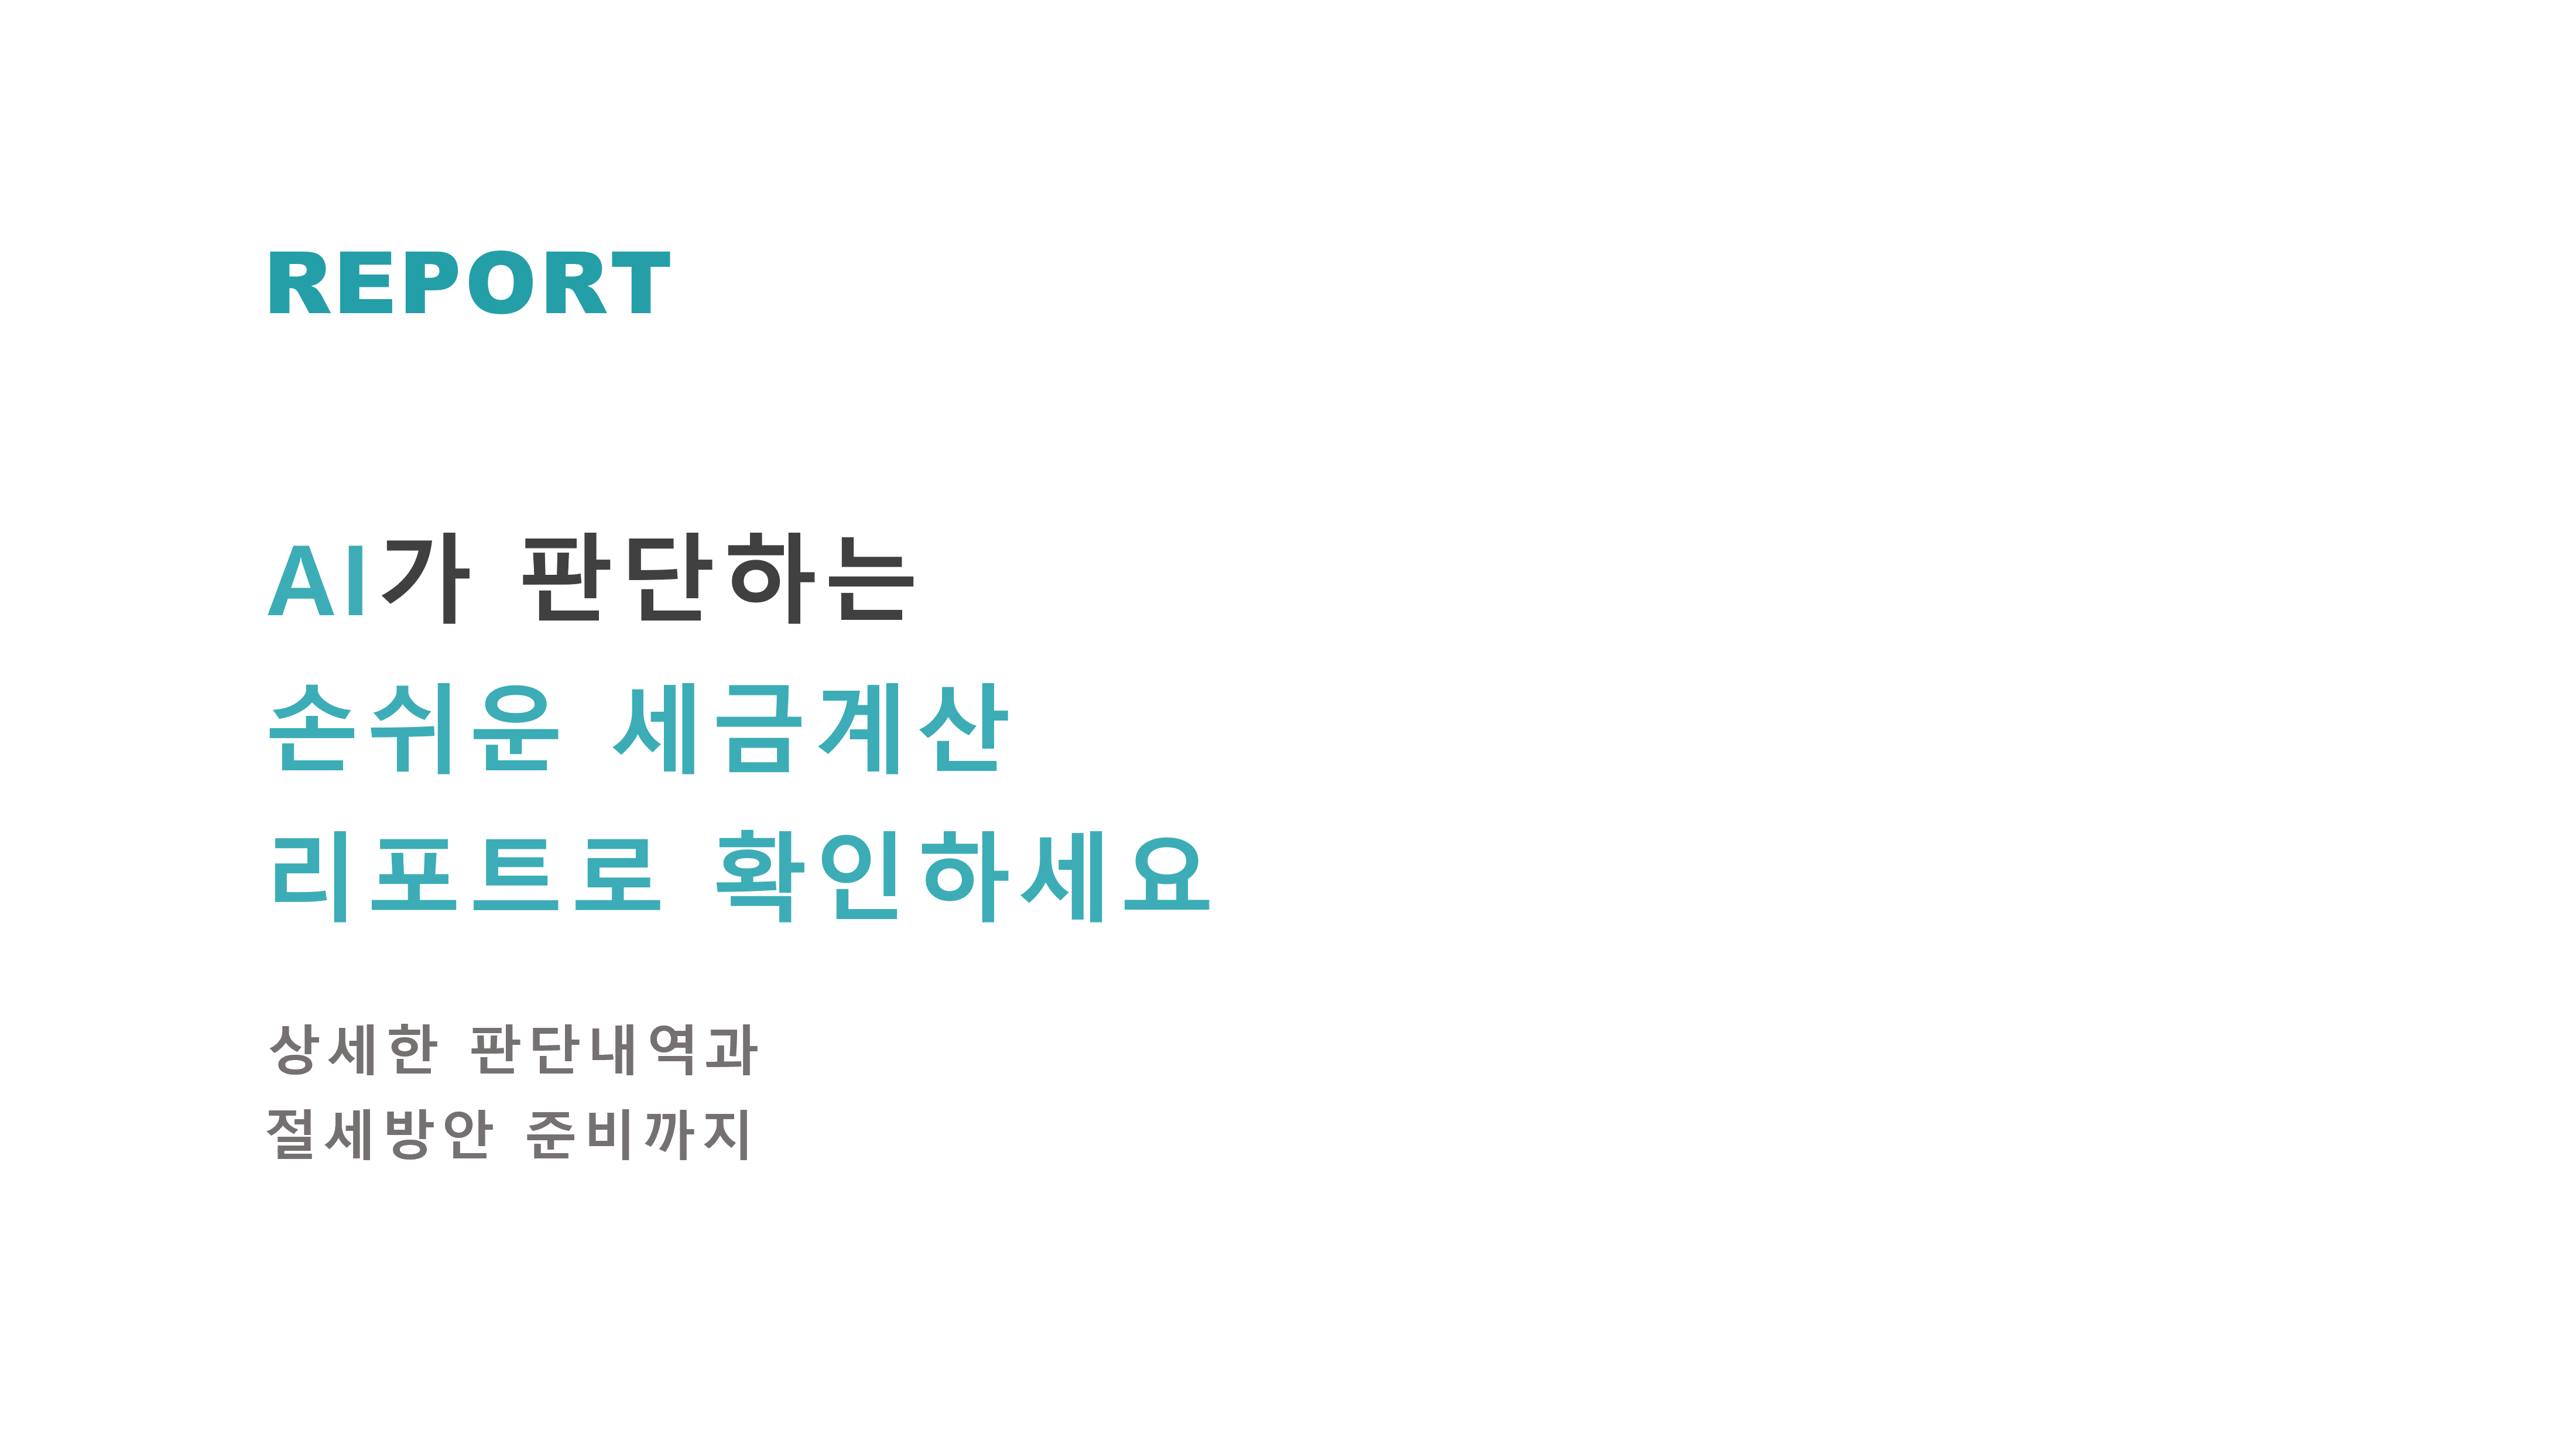 REPORT
AI가 판단하는
손쉬운 세금계산
리포트로 확인하세요
상세한 판단내역과
절세방안 준비까지